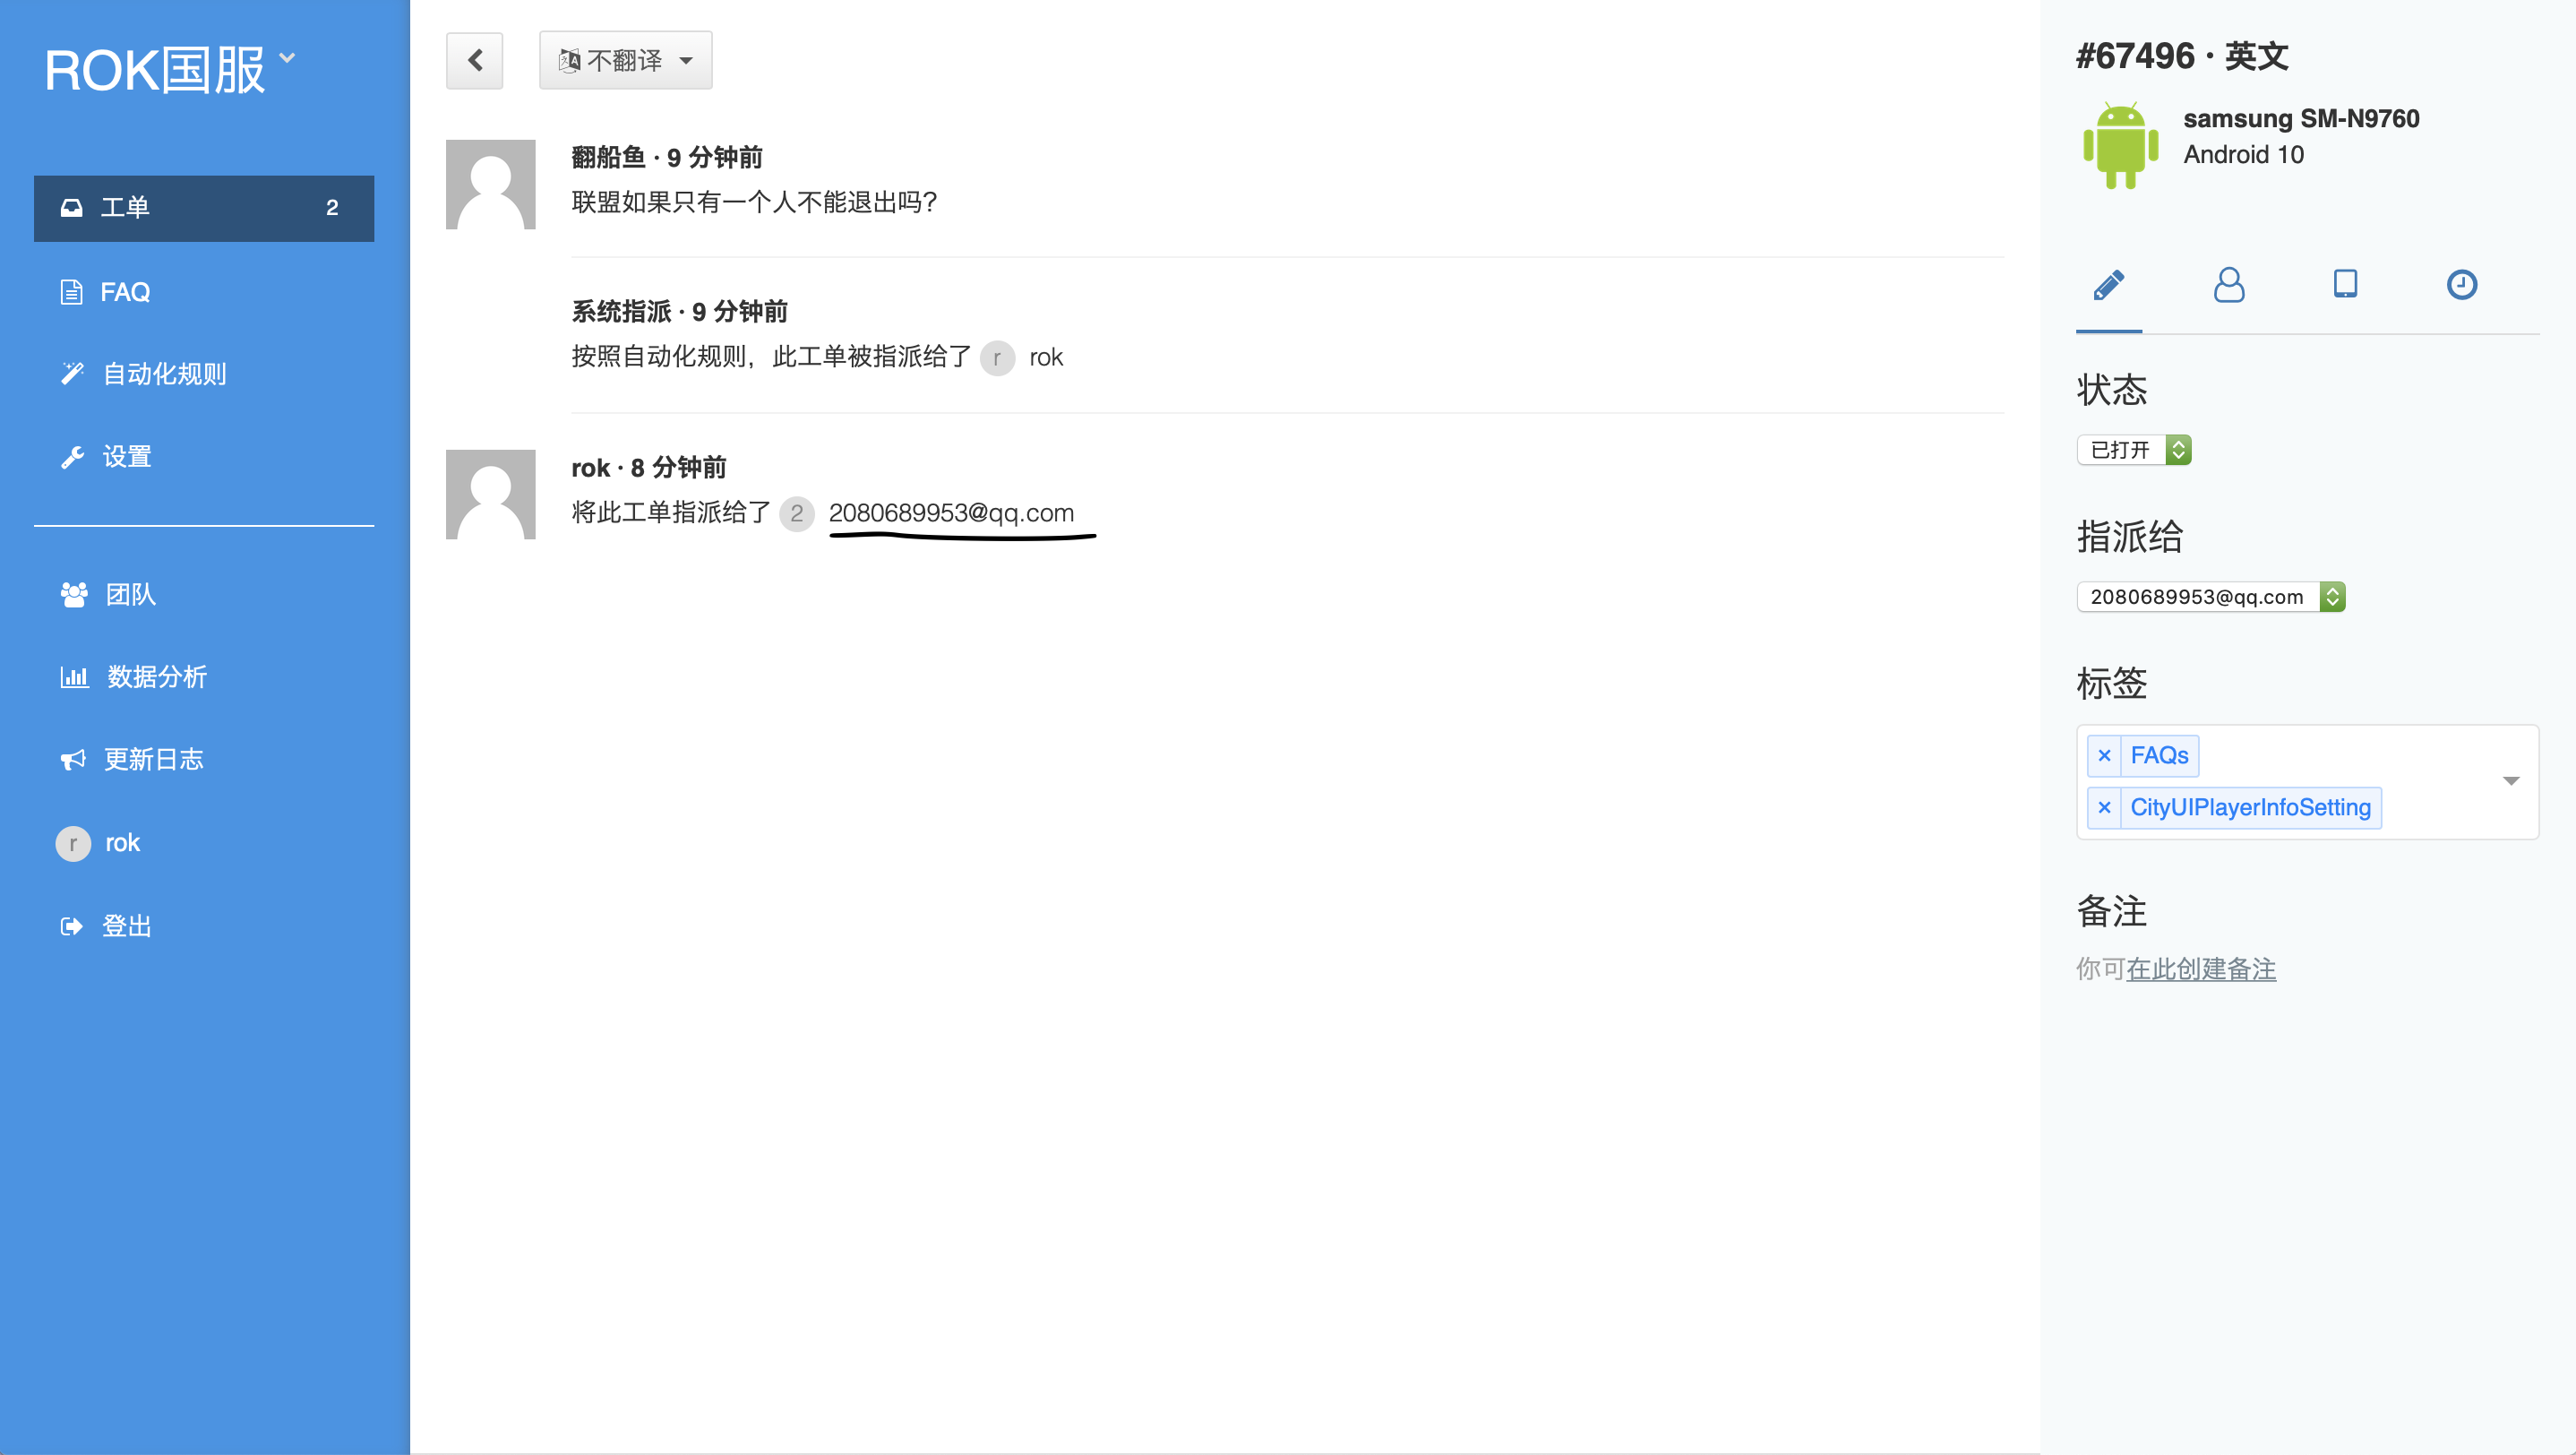 ROK国服
工单 2
FAQ
自动化规则
设置
团队
数据分析
更新日志
r rok
登出
不翻译
翻船鱼 · 9 分钟前
联盟如果只有一个人不能退出吗？
系统指派 · 9 分钟前
按照自动化规则，此工单被指派给了 r rok
rok · 8 分钟前
将此工单指派给了 2 2080689953@qq.com
#67496 · 英文
samsung SM-N9760
Android 10
状态
已打开
指派给
2080689953@qq.com
标签
× FAQs
× CityUIPlayerInfoSetting
备注
你可在此创建备注